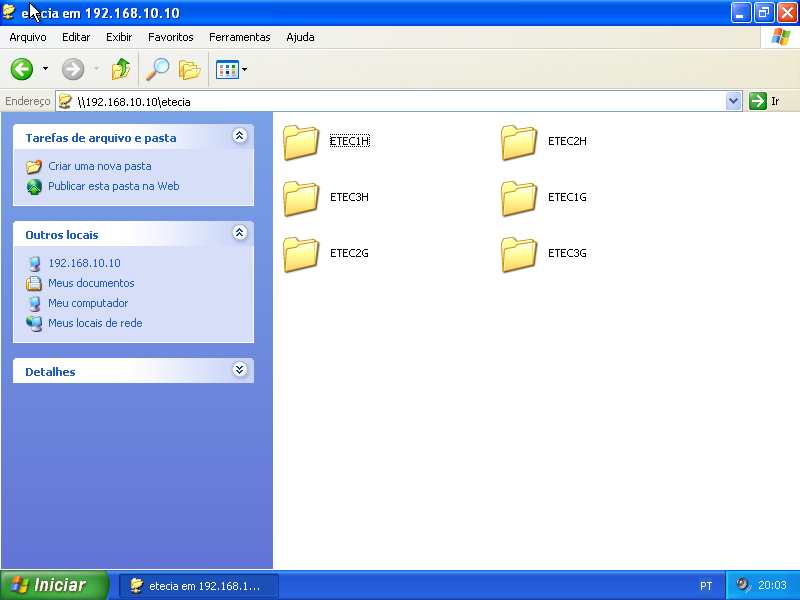 etecia em 192.168.10.10
Arquivo Editar Exibir Favoritos Ferramentas Ajuda
Endereço \\192.168.10.10\etecia Ir
Tarefas de arquivo e pasta
Criar uma nova pasta
Publicar esta pasta na Web
Outros locais
192.168.10.10
Meus documentos
Meu computador
Meus locais de rede
Detalhes
ETEC1H ETEC2H
ETEC3H ETEC1G
ETEC2G ETEC3G
Iniciar etecia em 192.168.1... PT 20:03